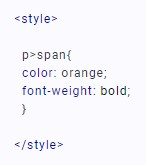 <style>
p>span{
color: orange;
font-weight: bold;
}
</style>